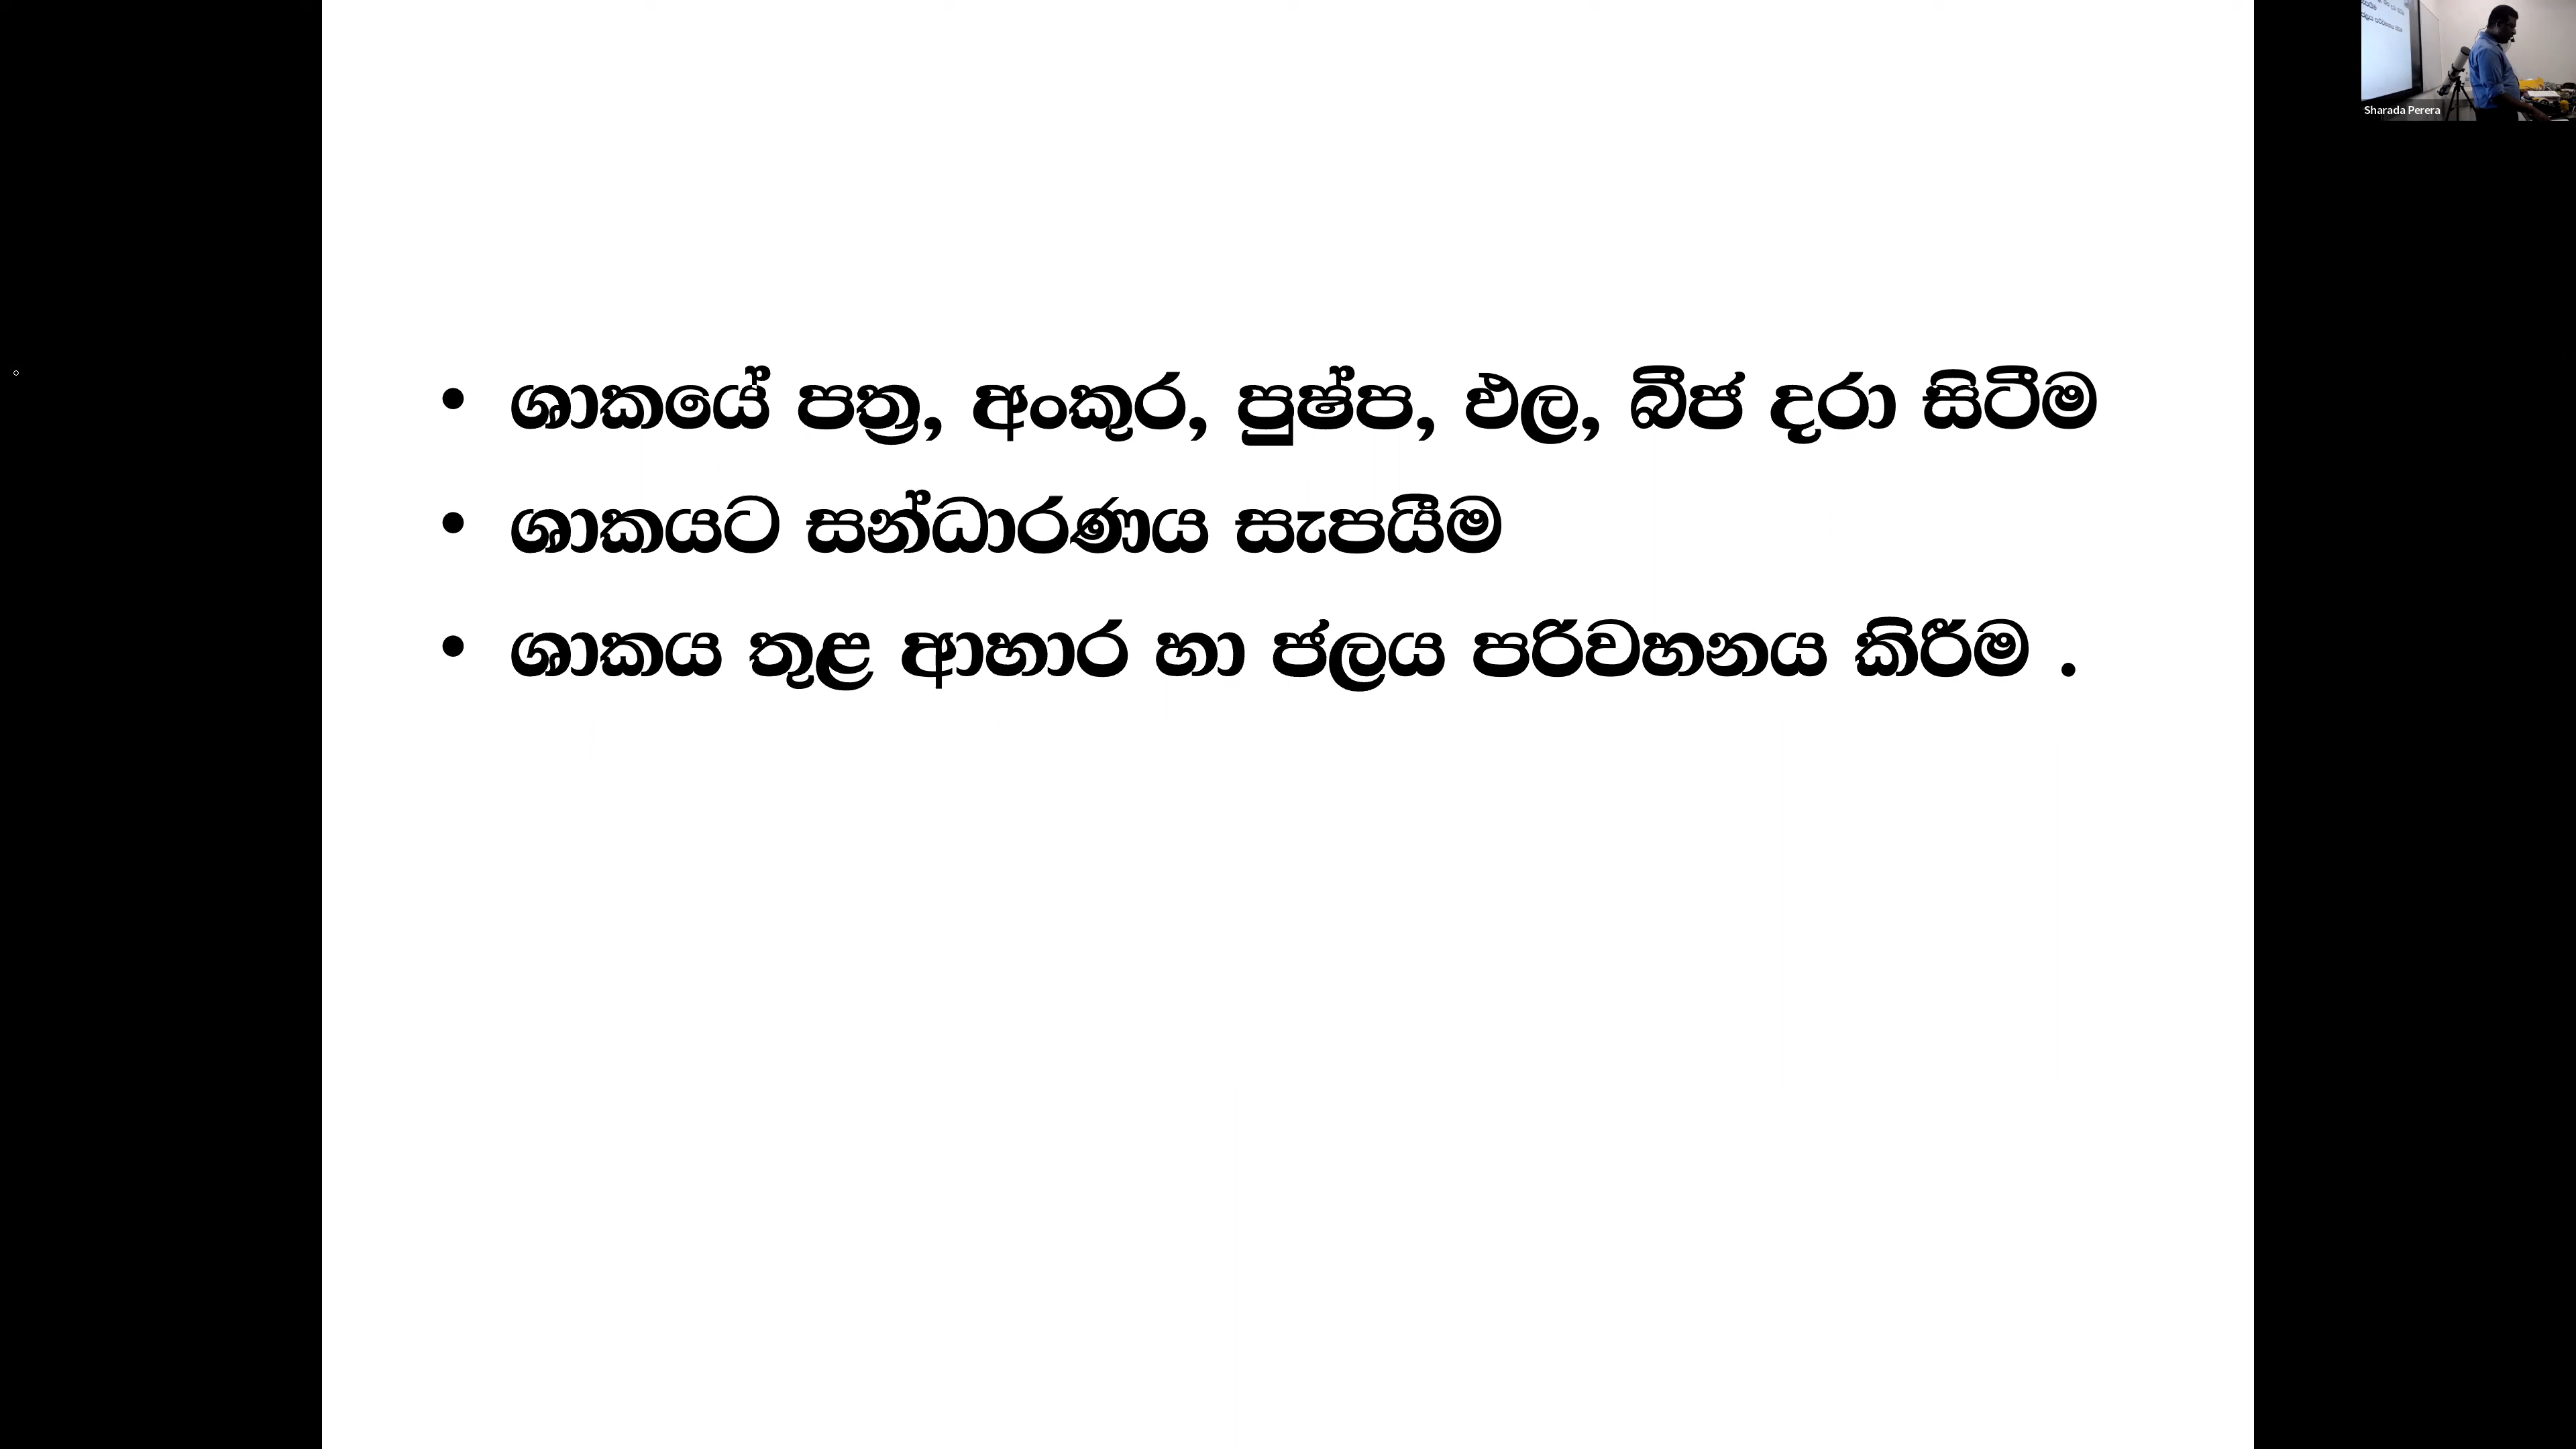 • ශාකයේ පත්‍ර, අංකුර, පුෂ්ප, ඵල, බීජ දරා සිටීම
• ශාකයට සන්ධාරණය සැපයීම
• ශාකය තුළ ආහාර හා ජලය පරිවහනය කිරීම .
Sharada Perera